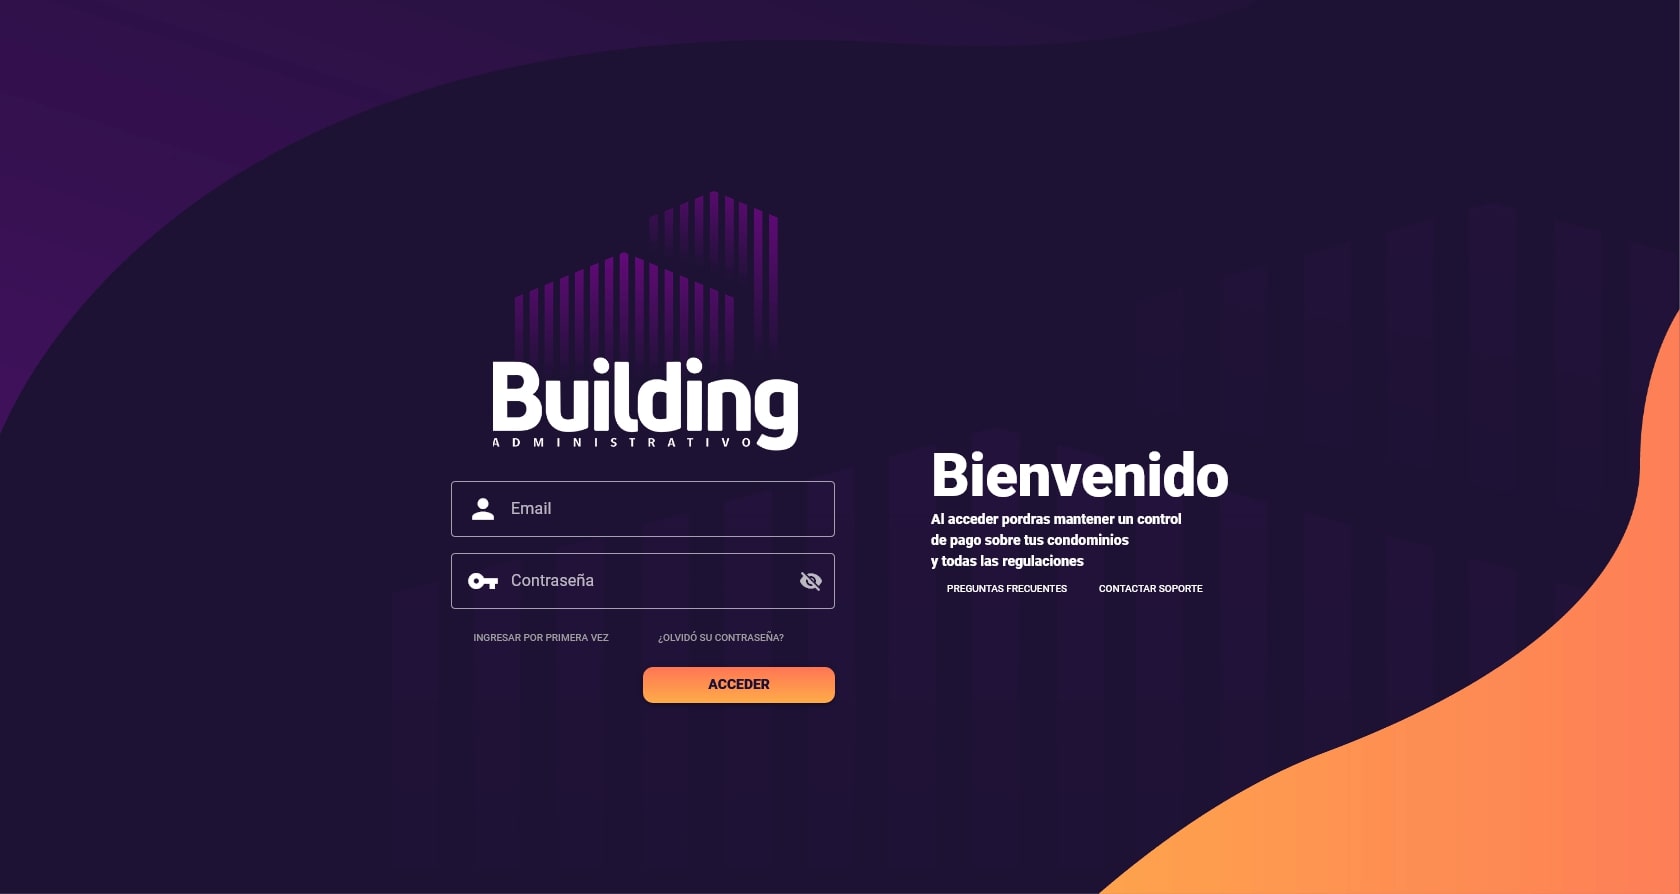 Building
ADMINISTRATIVO
Email
Contraseña
INGRESAR POR PRIMERA VEZ
¿OLVIDÓ SU CONTRASEÑA?
ACCEDER
Bienvenido
Al acceder pordras mantener un control
de pago sobre tus condominios
y todas las regulaciones
PREGUNTAS FRECUENTES
CONTACTAR SOPORTE